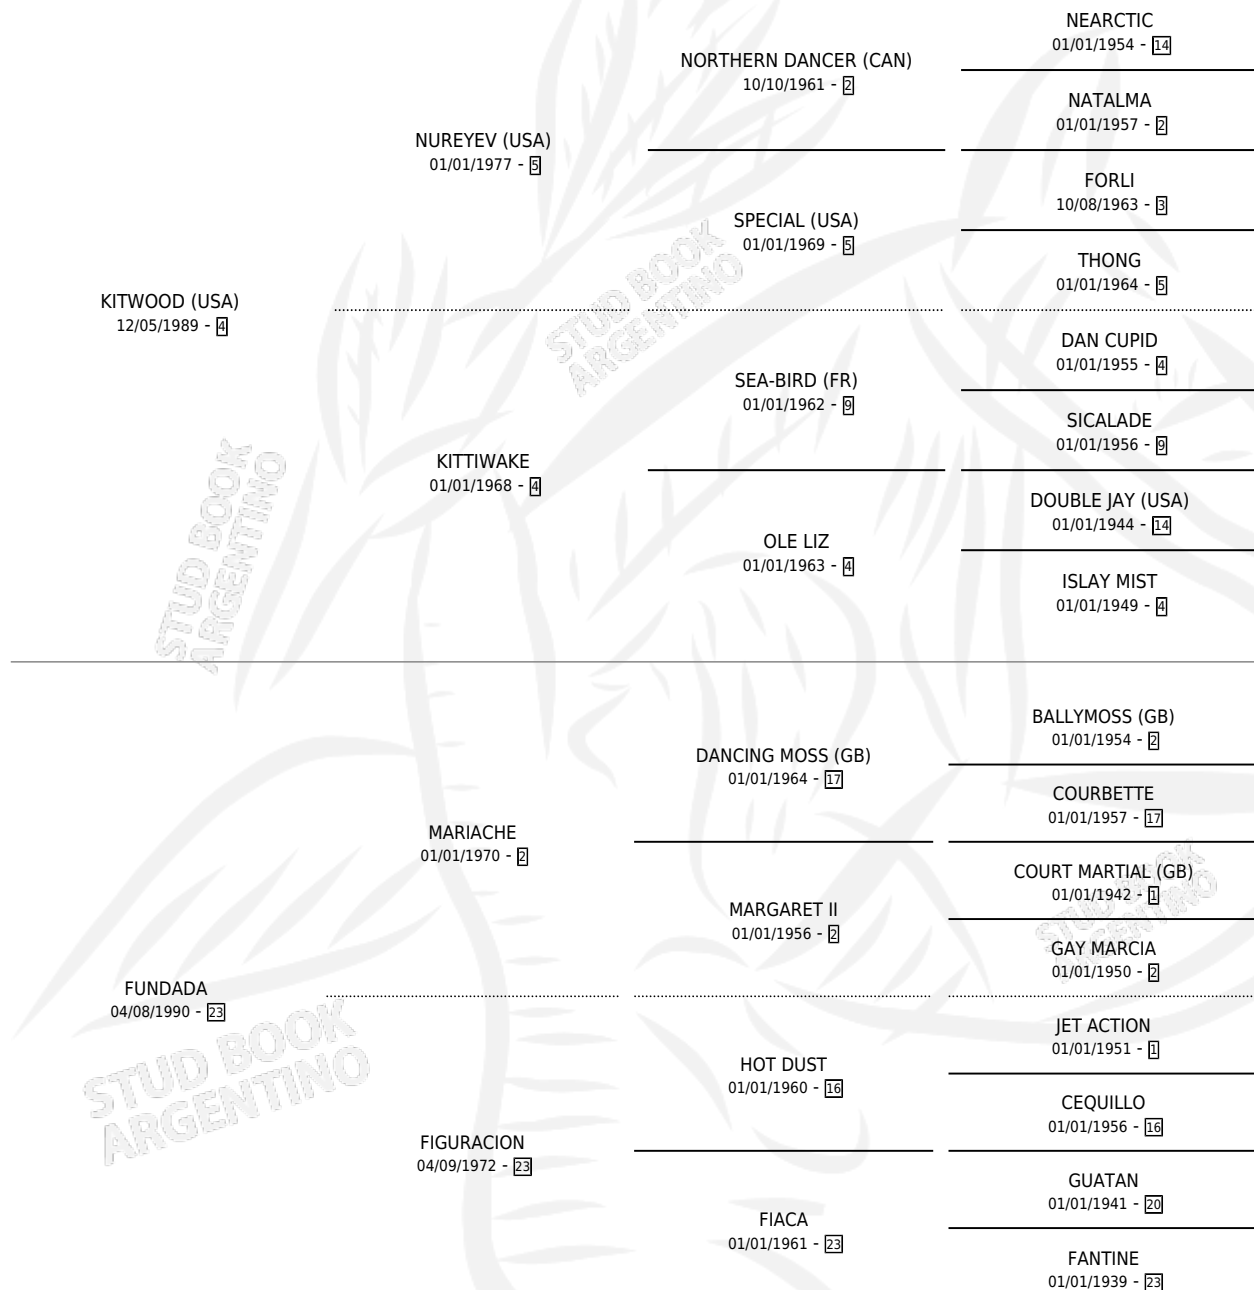 NEARCTIC
01/01/1954 - 14
NORTHERN DANCER (CAN)
10/10/1961 - 2
NATALMA
01/01/1957 - 2
NUREYEV (USA)
01/01/1977 - 5
FORLI
10/08/1963 - 3
SPECIAL (USA)
01/01/1969 - 5
THONG
01/01/1964 - 5
KITWOOD (USA)
12/05/1989 - 4
DAN CUPID
01/01/1955 - 4
SEA-BIRD (FR)
01/01/1962 - 9
SICALADE
01/01/1956 - 9
KITTIWAKE
01/01/1968 - 4
DOUBLE JAY (USA)
01/01/1944 - 14
OLE LIZ
01/01/1963 - 4
ISLAY MIST
01/01/1949 - 4
BALLYMOSS (GB)
01/01/1954 - 2
DANCING MOSS (GB)
01/01/1964 - 17
COURBETTE
01/01/1957 - 17
MARIACHE
01/01/1970 - 2
COURT MARTIAL (GB)
01/01/1942 - 1
MARGARET II
01/01/1956 - 2
GAY MARCIA
01/01/1950 - 2
FUNDADA
04/08/1990 - 23
JET ACTION
01/01/1951 - 1
HOT DUST
01/01/1960 - 16
CEQUILLO
01/01/1956 - 16
FIGURACION
04/09/1972 - 23
GUATAN
01/01/1941 - 20
FIACA
01/01/1961 - 23
FANTINE
01/01/1939 - 23
STUD BOOK
ARGENTINO
STUD BOOK
ARGENTINO
STUD BOOK
ARGENTINO
STUD BOOK
ARGENTINO